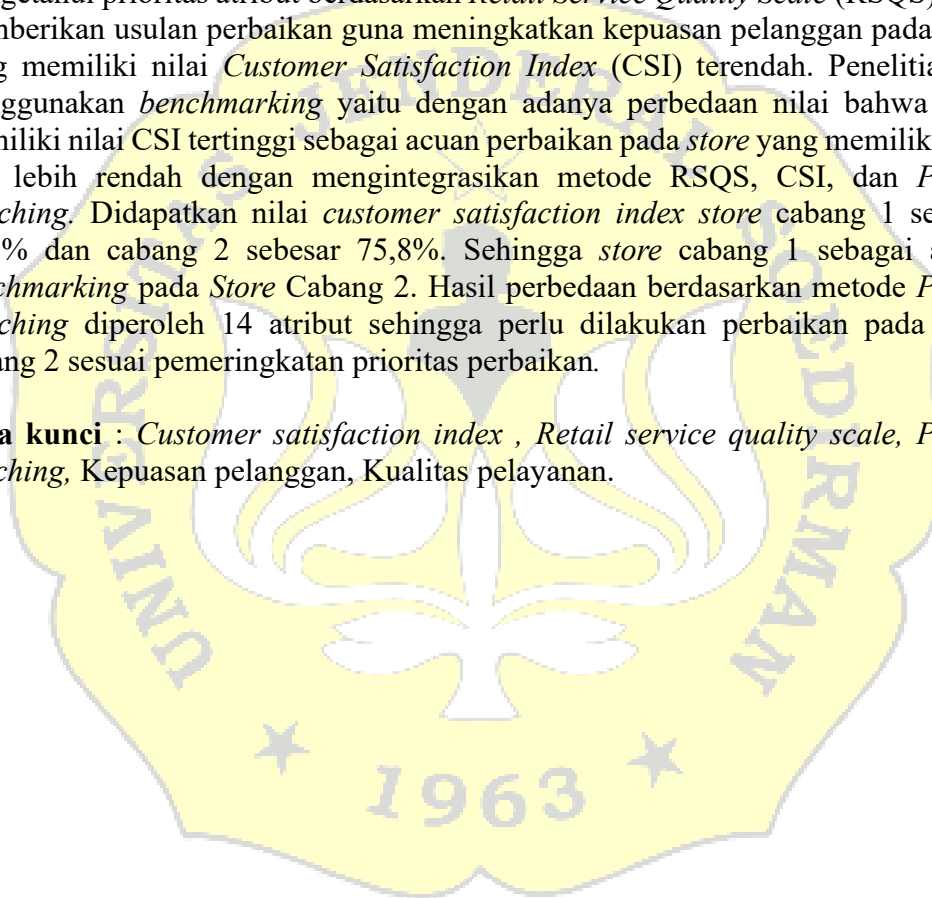 getahui prioritas atribut berdasarkan Retail Service Quality Scale (RSQS)
mberikan usulan perbaikan guna meningkatkan kepuasan pelanggan pada
g memiliki nilai Customer Satisfaction Index (CSI) terendah. Penelitia
ggunakan benchmarking yaitu dengan adanya perbedaan nilai bahwa
miliki nilai CSI tertinggi sebagai acuan perbaikan pada store yang memilik
lebih rendah dengan mengintegrasikan metode RSQS, CSI, dan P
ching. Didapatkan nilai customer satisfaction index store cabang 1 se
% dan cabang 2 sebesar 75,8%. Sehingga store cabang 1 sebagai a
chmarking pada Store Cabang 2. Hasil perbedaan berdasarkan metode P
ching diperoleh 14 atribut sehingga perlu dilakukan perbaikan pada
ang 2 sesuai pemeringkatan prioritas perbaikan.
a kunci : Customer satisfaction index , Retail service quality scale, P
ching, Kepuasan pelanggan, Kualitas pelayanan.
UNIVERSITAS JENDERAL SOEDIRMAN
1963